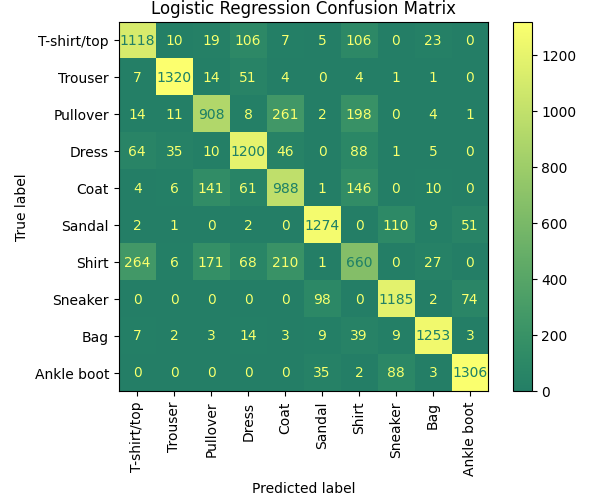 Logistic Regression Confusion Matrix
True label
T-shirt/top 1118 10 19 106 7 5 106 0 23 0
Trouser 7 1320 14 51 4 0 4 1 1 0
Pullover 14 11 908 8 261 2 198 0 4 1
Dress 64 35 10 1200 46 0 88 1 5 0
Coat 4 6 141 61 988 1 146 0 10 0
Sandal 2 1 0 2 0 1274 0 110 9 51
Shirt 264 6 171 68 210 1 660 0 27 0
Sneaker 0 0 0 0 0 98 0 1185 2 74
Bag 7 2 3 14 3 9 39 9 1253 3
Ankle boot 0 0 0 0 0 35 2 88 3 1306
T-shirt/top Trouser Pullover Dress Coat Sandal Shirt Sneaker Bag Ankle boot
Predicted label
1200
1000
800
600
400
200
0